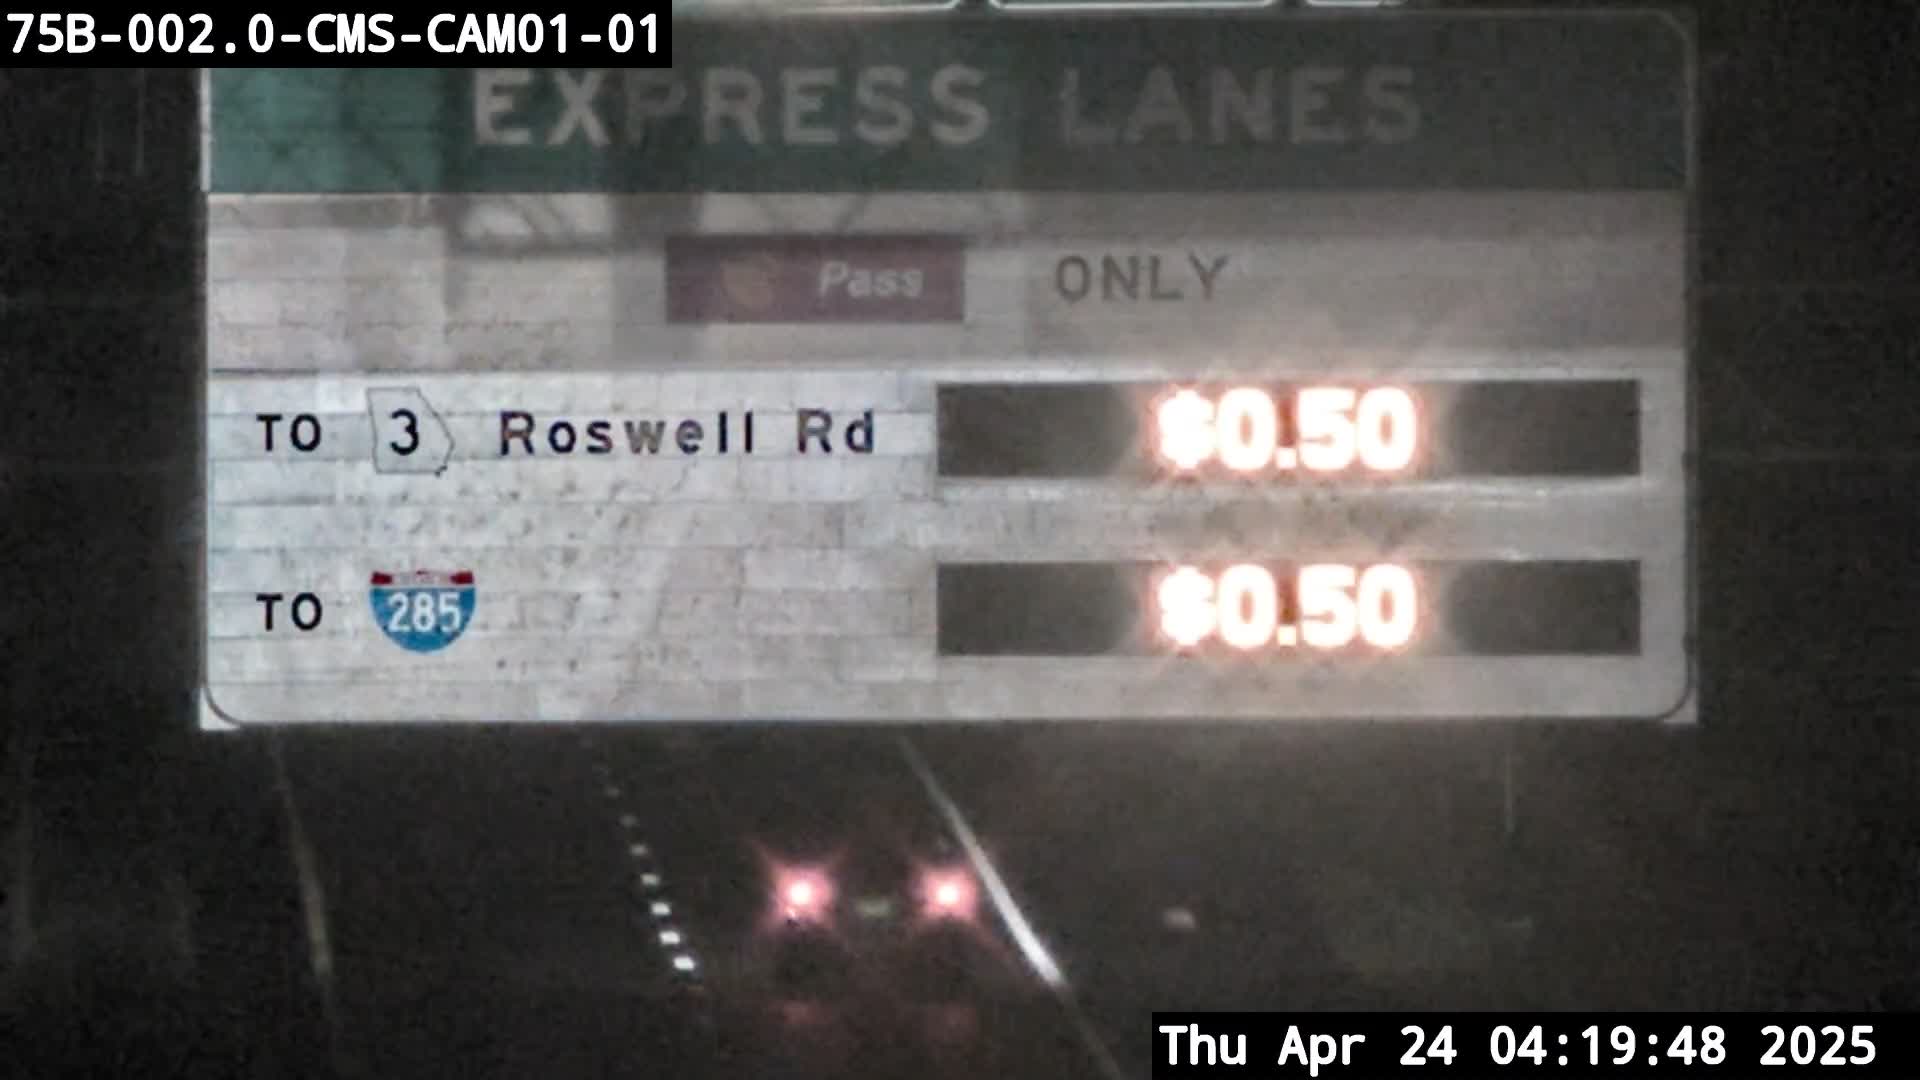 75B-002.0-CMS-CAM01-01
EXPRESS LANES
Pass ONLY
TO 3 Roswell Rd $0.50
TO 285 $0.50
Thu Apr 24 04:19:48 2025